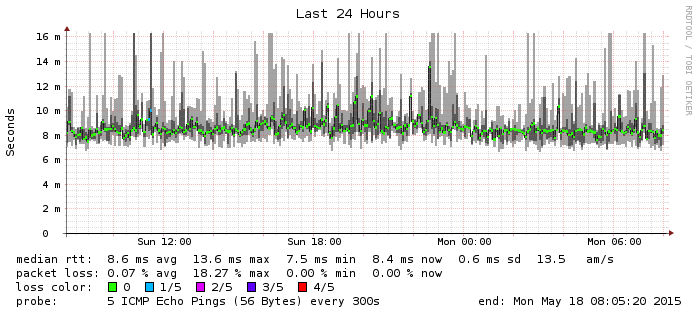 Last 24 Hours
RRDTOOL / TOBI OETIKER
Seconds
16 m
14 m
12 m
10 m
8 m
6 m
4 m
2 m
0
Sun 12:00 Sun 18:00 Mon 00:00 Mon 06:00
median rtt: 8.6 ms avg 13.6 ms max 7.5 ms min 8.4 ms now 0.6 ms sd 13.5 am/s
packet loss: 0.07 % avg 18.27 % max 0.00 % min 0.00 % now
loss color: 0 1/5 2/5 3/5 4/5
probe: 5 ICMP Echo Pings (56 Bytes) every 300s end: Mon May 18 08:05:20 2015